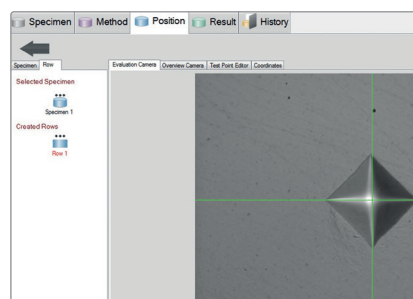 Specimen Method Position Result History
Specimen Row
Evaluation Camera Overview Camera Test Point Editor Coordinates
Selected Specimen
Specimen 1
Created Rows
Row 1